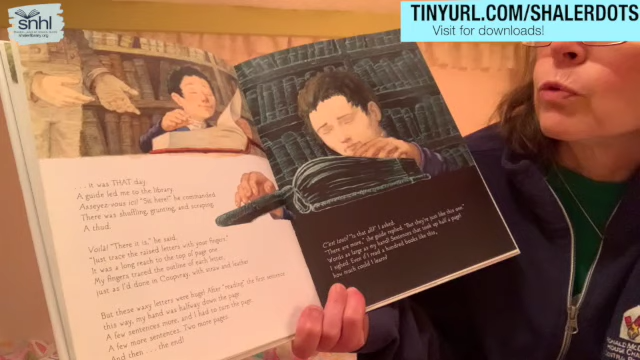 snhl
TINYURL.COM/SHALERDOTS
Visit for downloads!
. . . It was THAT day.
A guide led me to the library.
Asseyez-vous ici! "Sit here!" he commanded.
There was shuffling, grunting, and scraping.
A thud.
Voilà! "There it is," he said.
"Just trace the raised letters with your fingers."
It was a long reach to the top of page one.
My fingers traced the outline of each letter,
just as I'd done in Coupvray, with straw and leather.
But these waxy letters were huge! After "reading" the first sentence
this way, my hand was halfway down the page.
A few sentences more, and I had to turn the page.
A few more sentences. Two more pages.
And then . . . the end!
C'est tout? "Is that all?" I asked.
"There are more," the guide replied. "But they're just like this one."
Words as large as my hand! Sentences that took up half a page!
I sighed. Even if I read a hundred books like this,
how much could I learn?